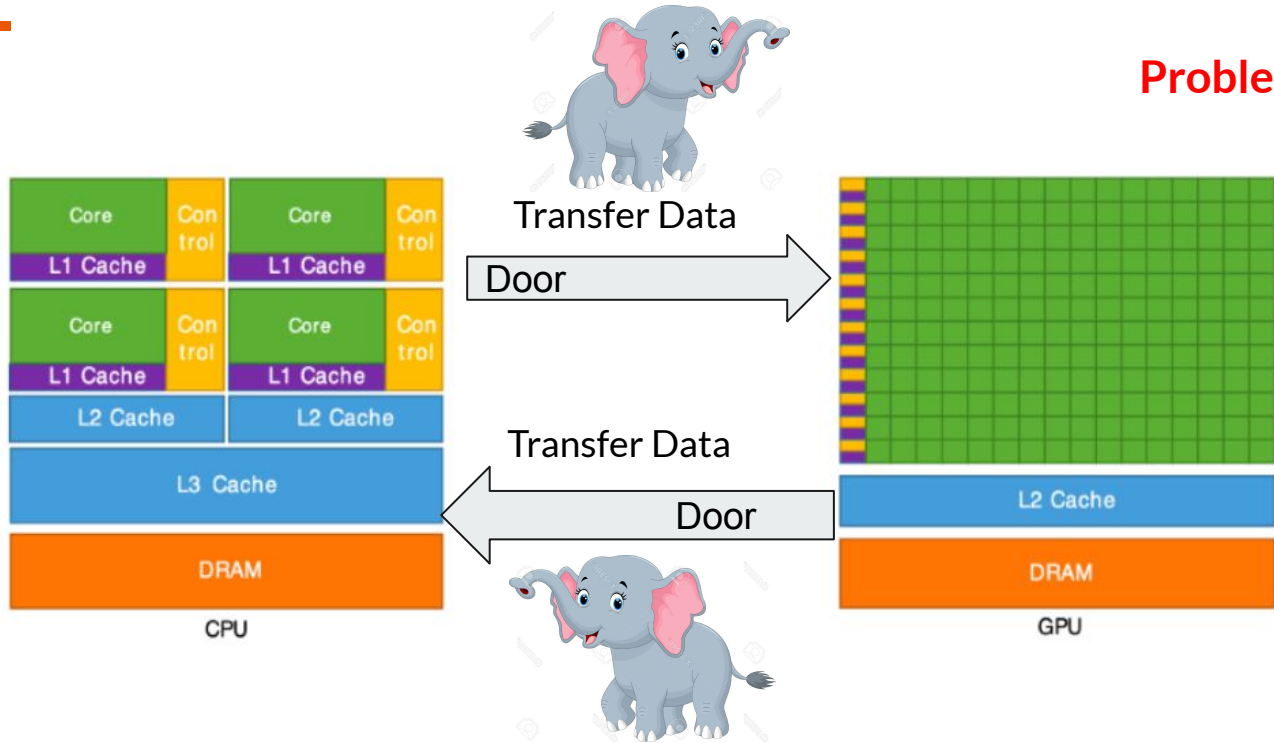 Proble
Transfer Data
Door
Core
Con
trol
Core
Con
trol
L1 Cache
L1 Cache
Core
Con
trol
Core
Con
trol
L1 Cache
L1 Cache
L2 Cache
L2 Cache
L3 Cache
DRAM
CPU
Transfer Data
Door
L2 Cache
DRAM
GPU